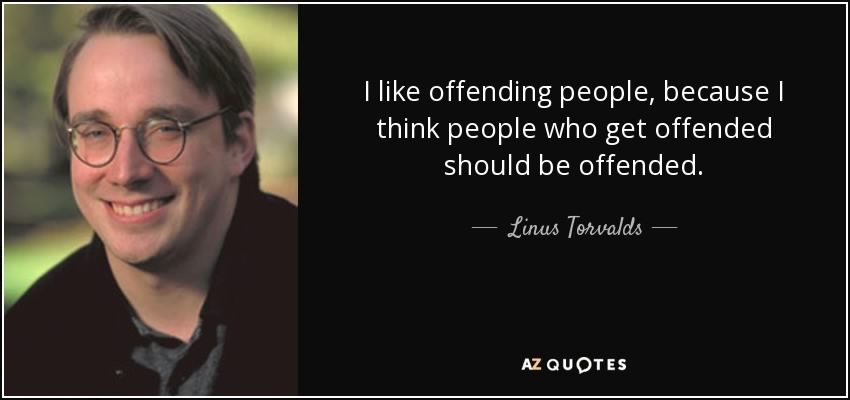 I like offending people, because I
think people who get offended
should be offended.
— Linus Torvalds —
AZ QUOTES